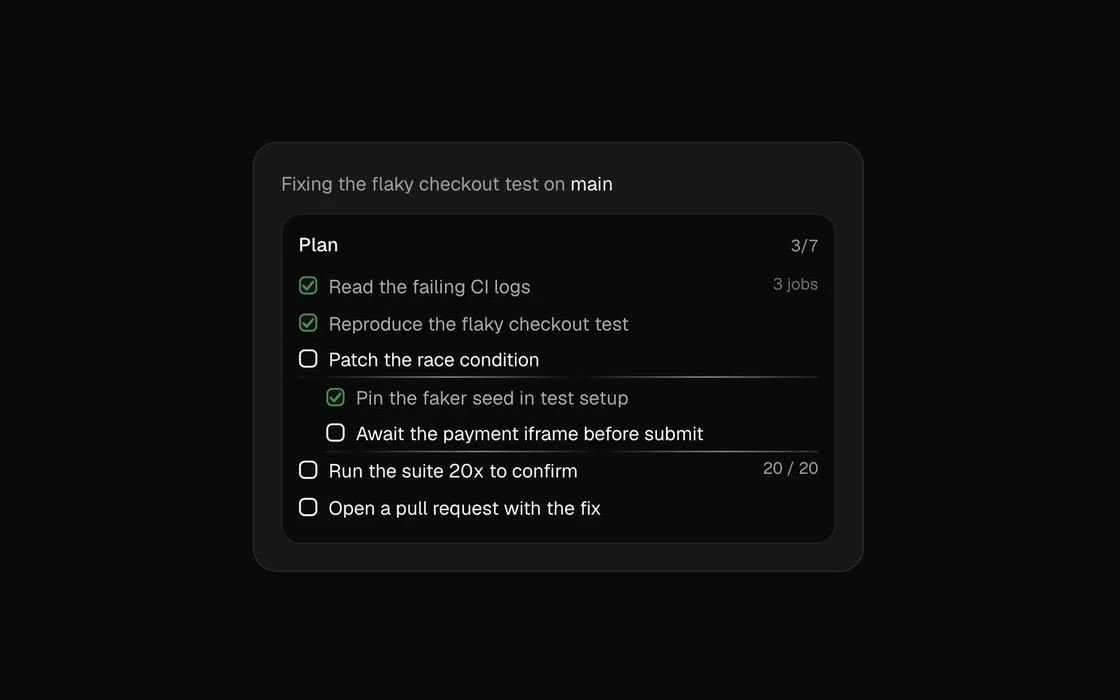 Fixing the flaky checkout test on main
Plan 3/7
Read the failing CI logs 3 jobs
Reproduce the flaky checkout test
Patch the race condition
Pin the faker seed in test setup
Await the payment iframe before submit
Run the suite 20x to confirm 20 / 20
Open a pull request with the fix